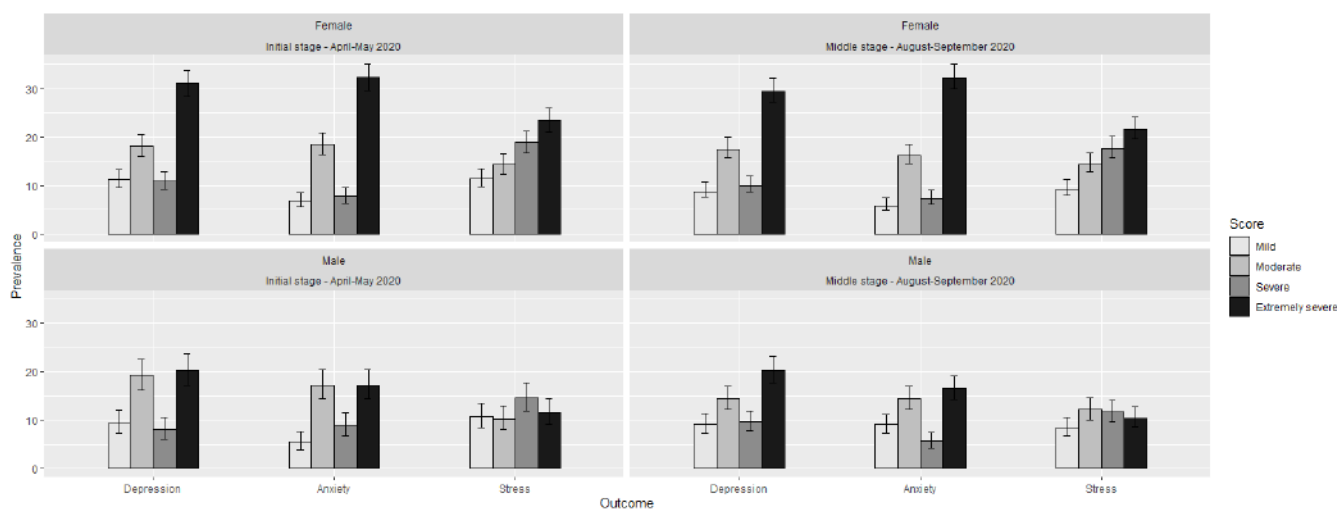 Female
Initial stage - April-May 2020
Female
Middle stage - August-September 2020
30
20
10
0
Male
Initial stage - April-May 2020
Male
Middle stage - August-September 2020
30
20
10
0
Prevalence
Depression
Anxiety
Stress
Depression
Anxiety
Stress
Outcome
Score
Mild
Moderate
Severe
Extremely severe